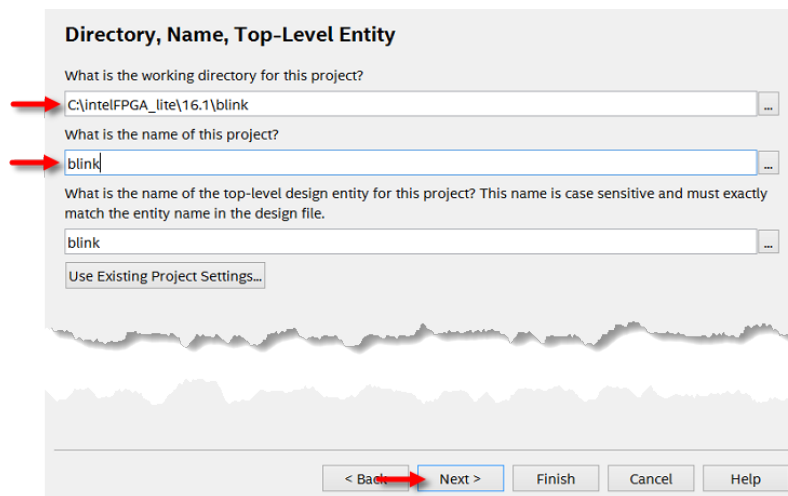 Directory, Name, Top-Level Entity
What is the working directory for this project?
C:\intelFPGA_lite\16.1\blink
...
What is the name of this project?
blink
...
What is the name of the top-level design entity for this project? This name is case sensitive and must exactly
match the entity name in the design file.
blink
...
Use Existing Project Settings...
< Back Next > Finish Cancel Help